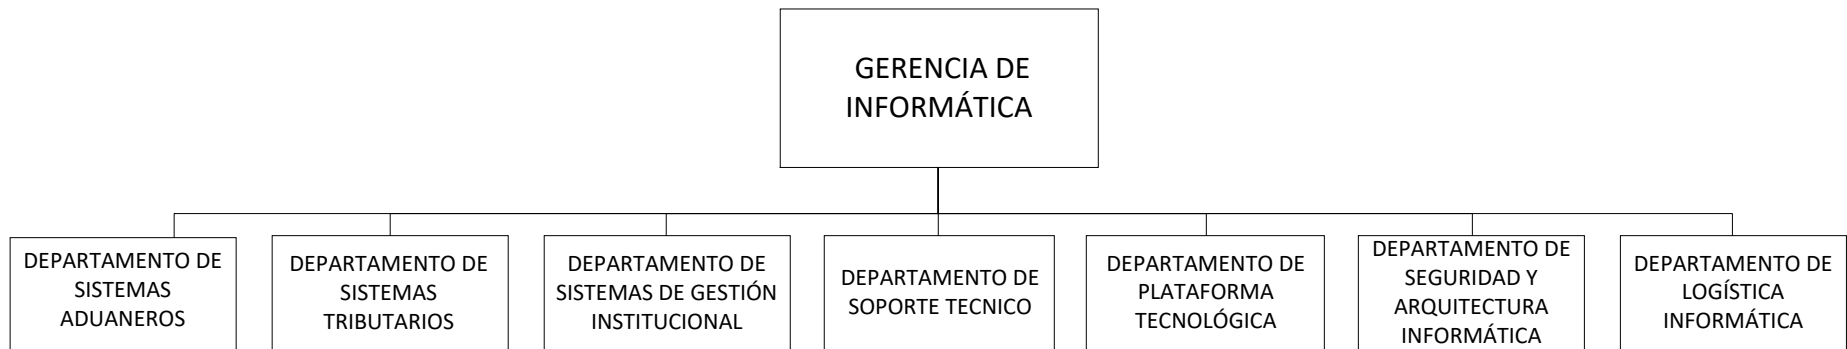 GERENCIA DE
INFORMÁTICA
DEPARTAMENTO DE
SISTEMAS
ADUANEROS
DEPARTAMENTO DE
SISTEMAS
TRIBUTARIOS
DEPARTAMENTO DE
SISTEMAS DE GESTIÓN
INSTITUCIONAL
DEPARTAMENTO DE
SOPORTE TECNICO
DEPARTAMENTO DE
PLATAFORMA
TECNOLÓGICA
DEPARTAMENTO DE
SEGURIDAD Y
ARQUITECTURA
INFORMÁTICA
DEPARTAMENTO DE
LOGÍSTICA
INFORMÁTICA